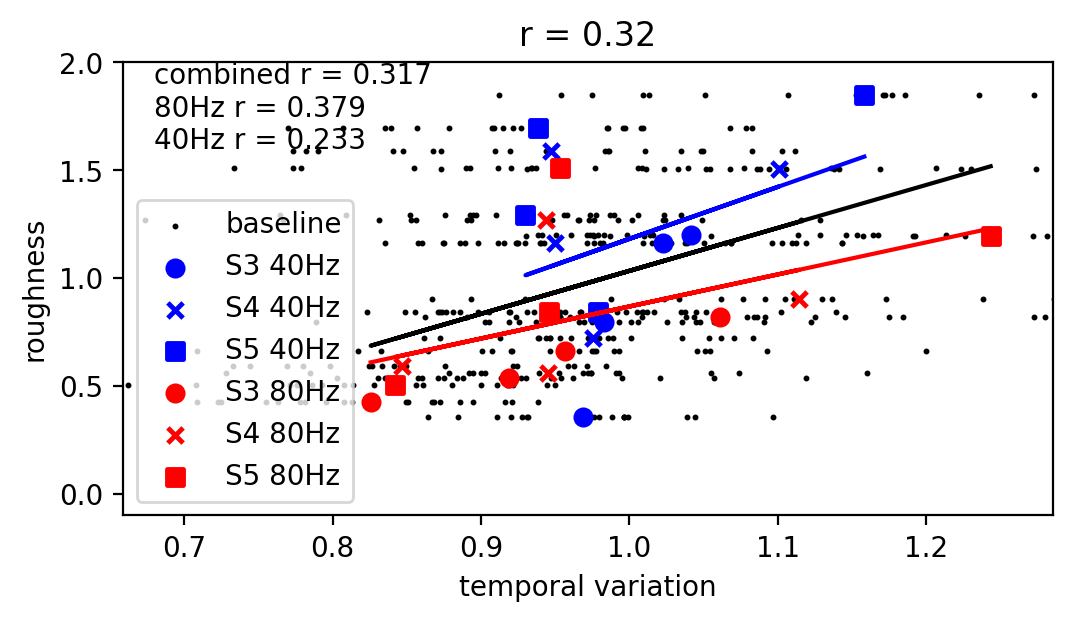 r = 0.32
combined r = 0.317
80Hz r = 0.379
40Hz r = 0.233
baseline
S3 40Hz
S4 40Hz
S5 40Hz
S3 80Hz
S4 80Hz
S5 80Hz
roughness
2.0
1.5
1.0
0.5
0.0
0.7 0.8 0.9 1.0 1.1 1.2
temporal variation